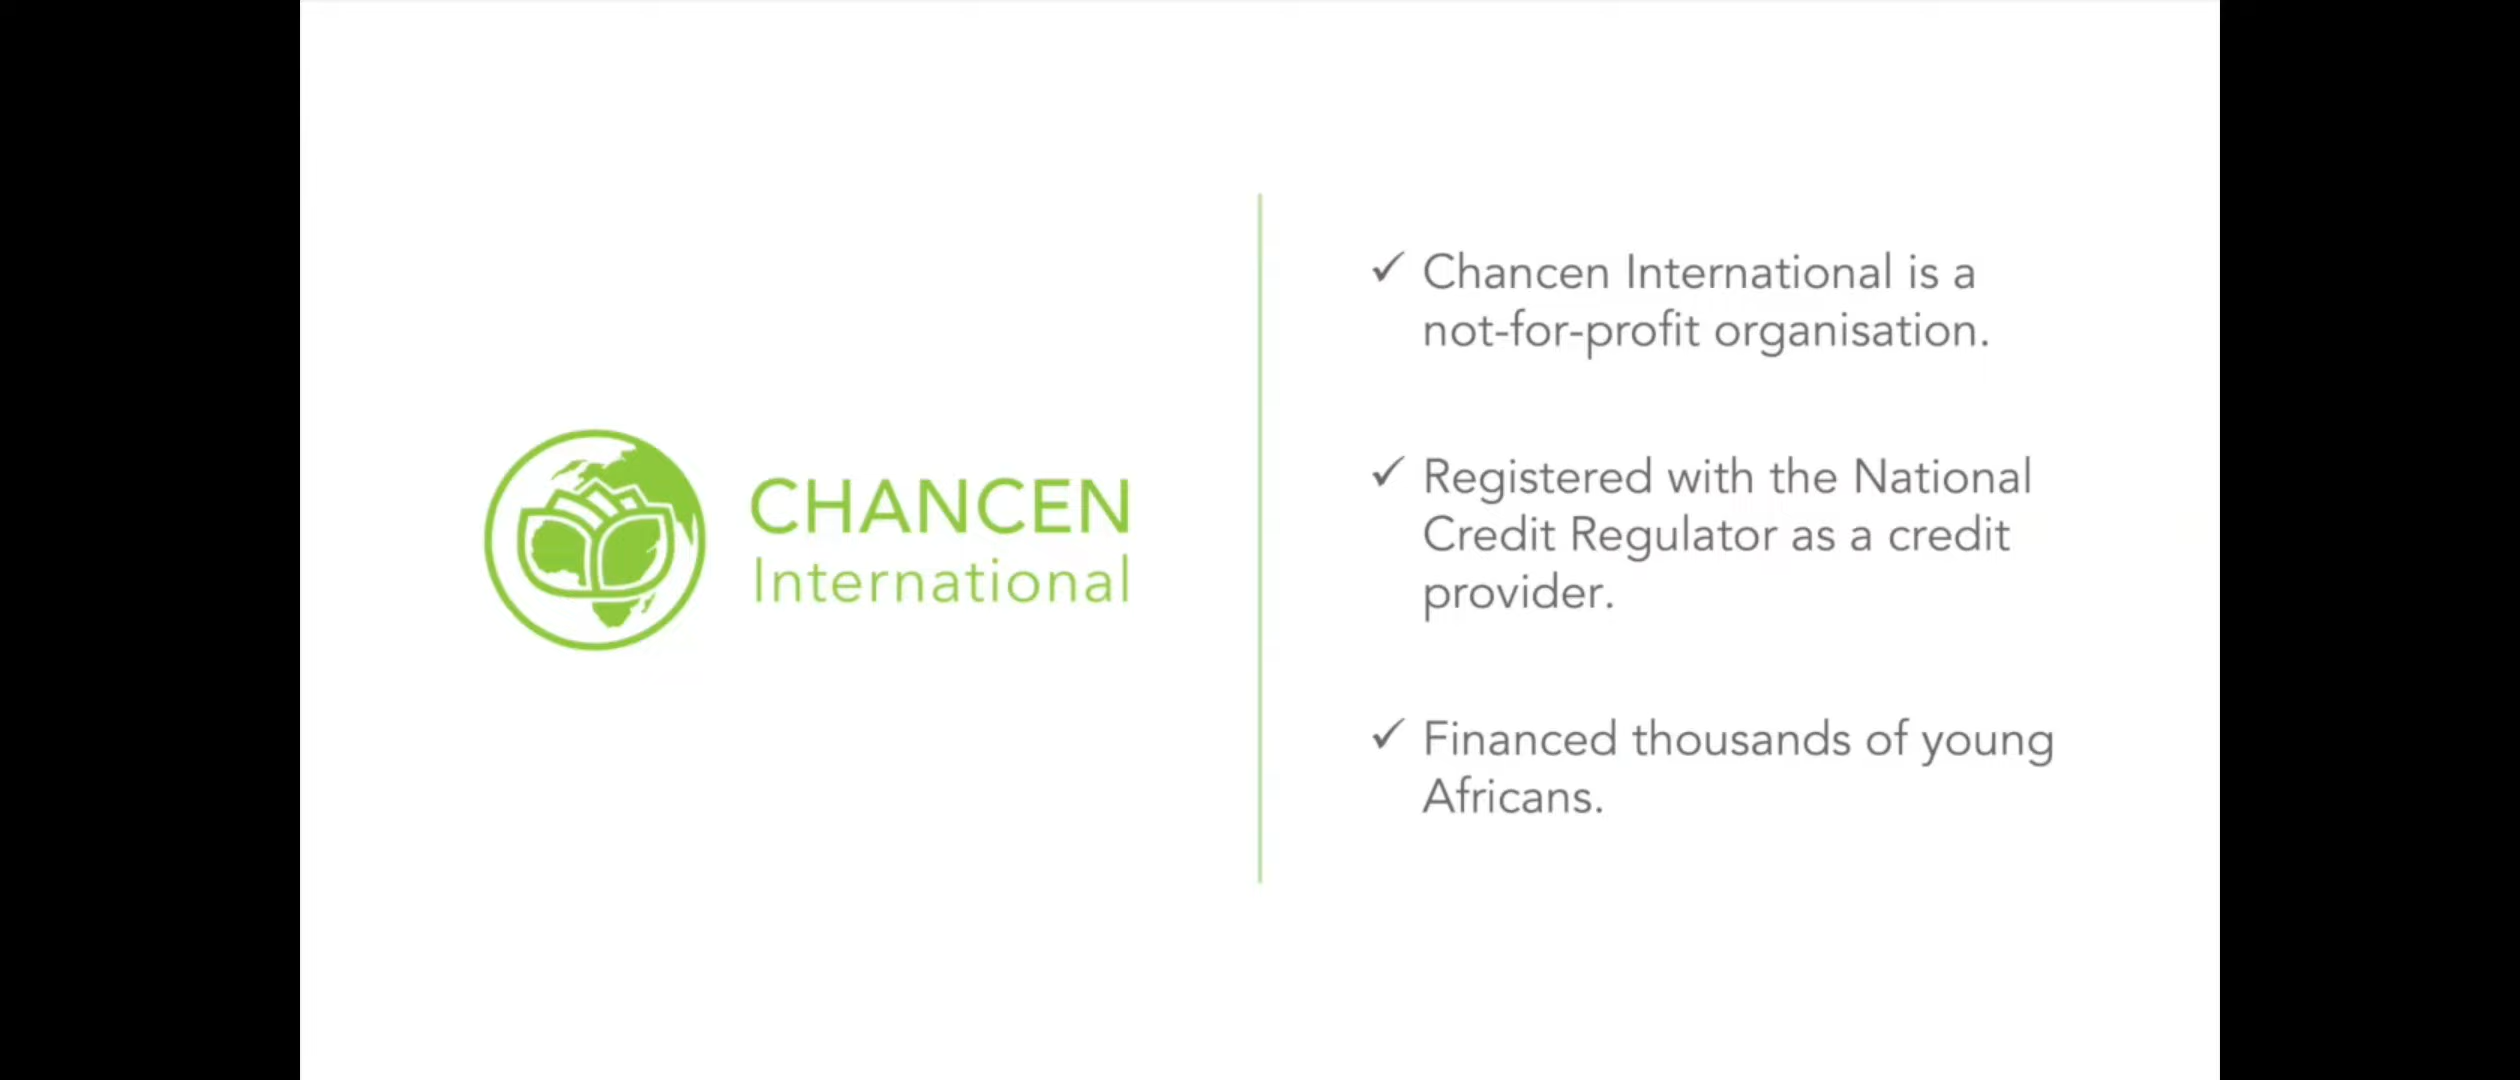 CHANCEN
International
✓ Chancen International is a
not-for-profit organisation.
✓ Registered with the National
Credit Regulator as a credit
provider.
✓ Financed thousands of young
Africans.